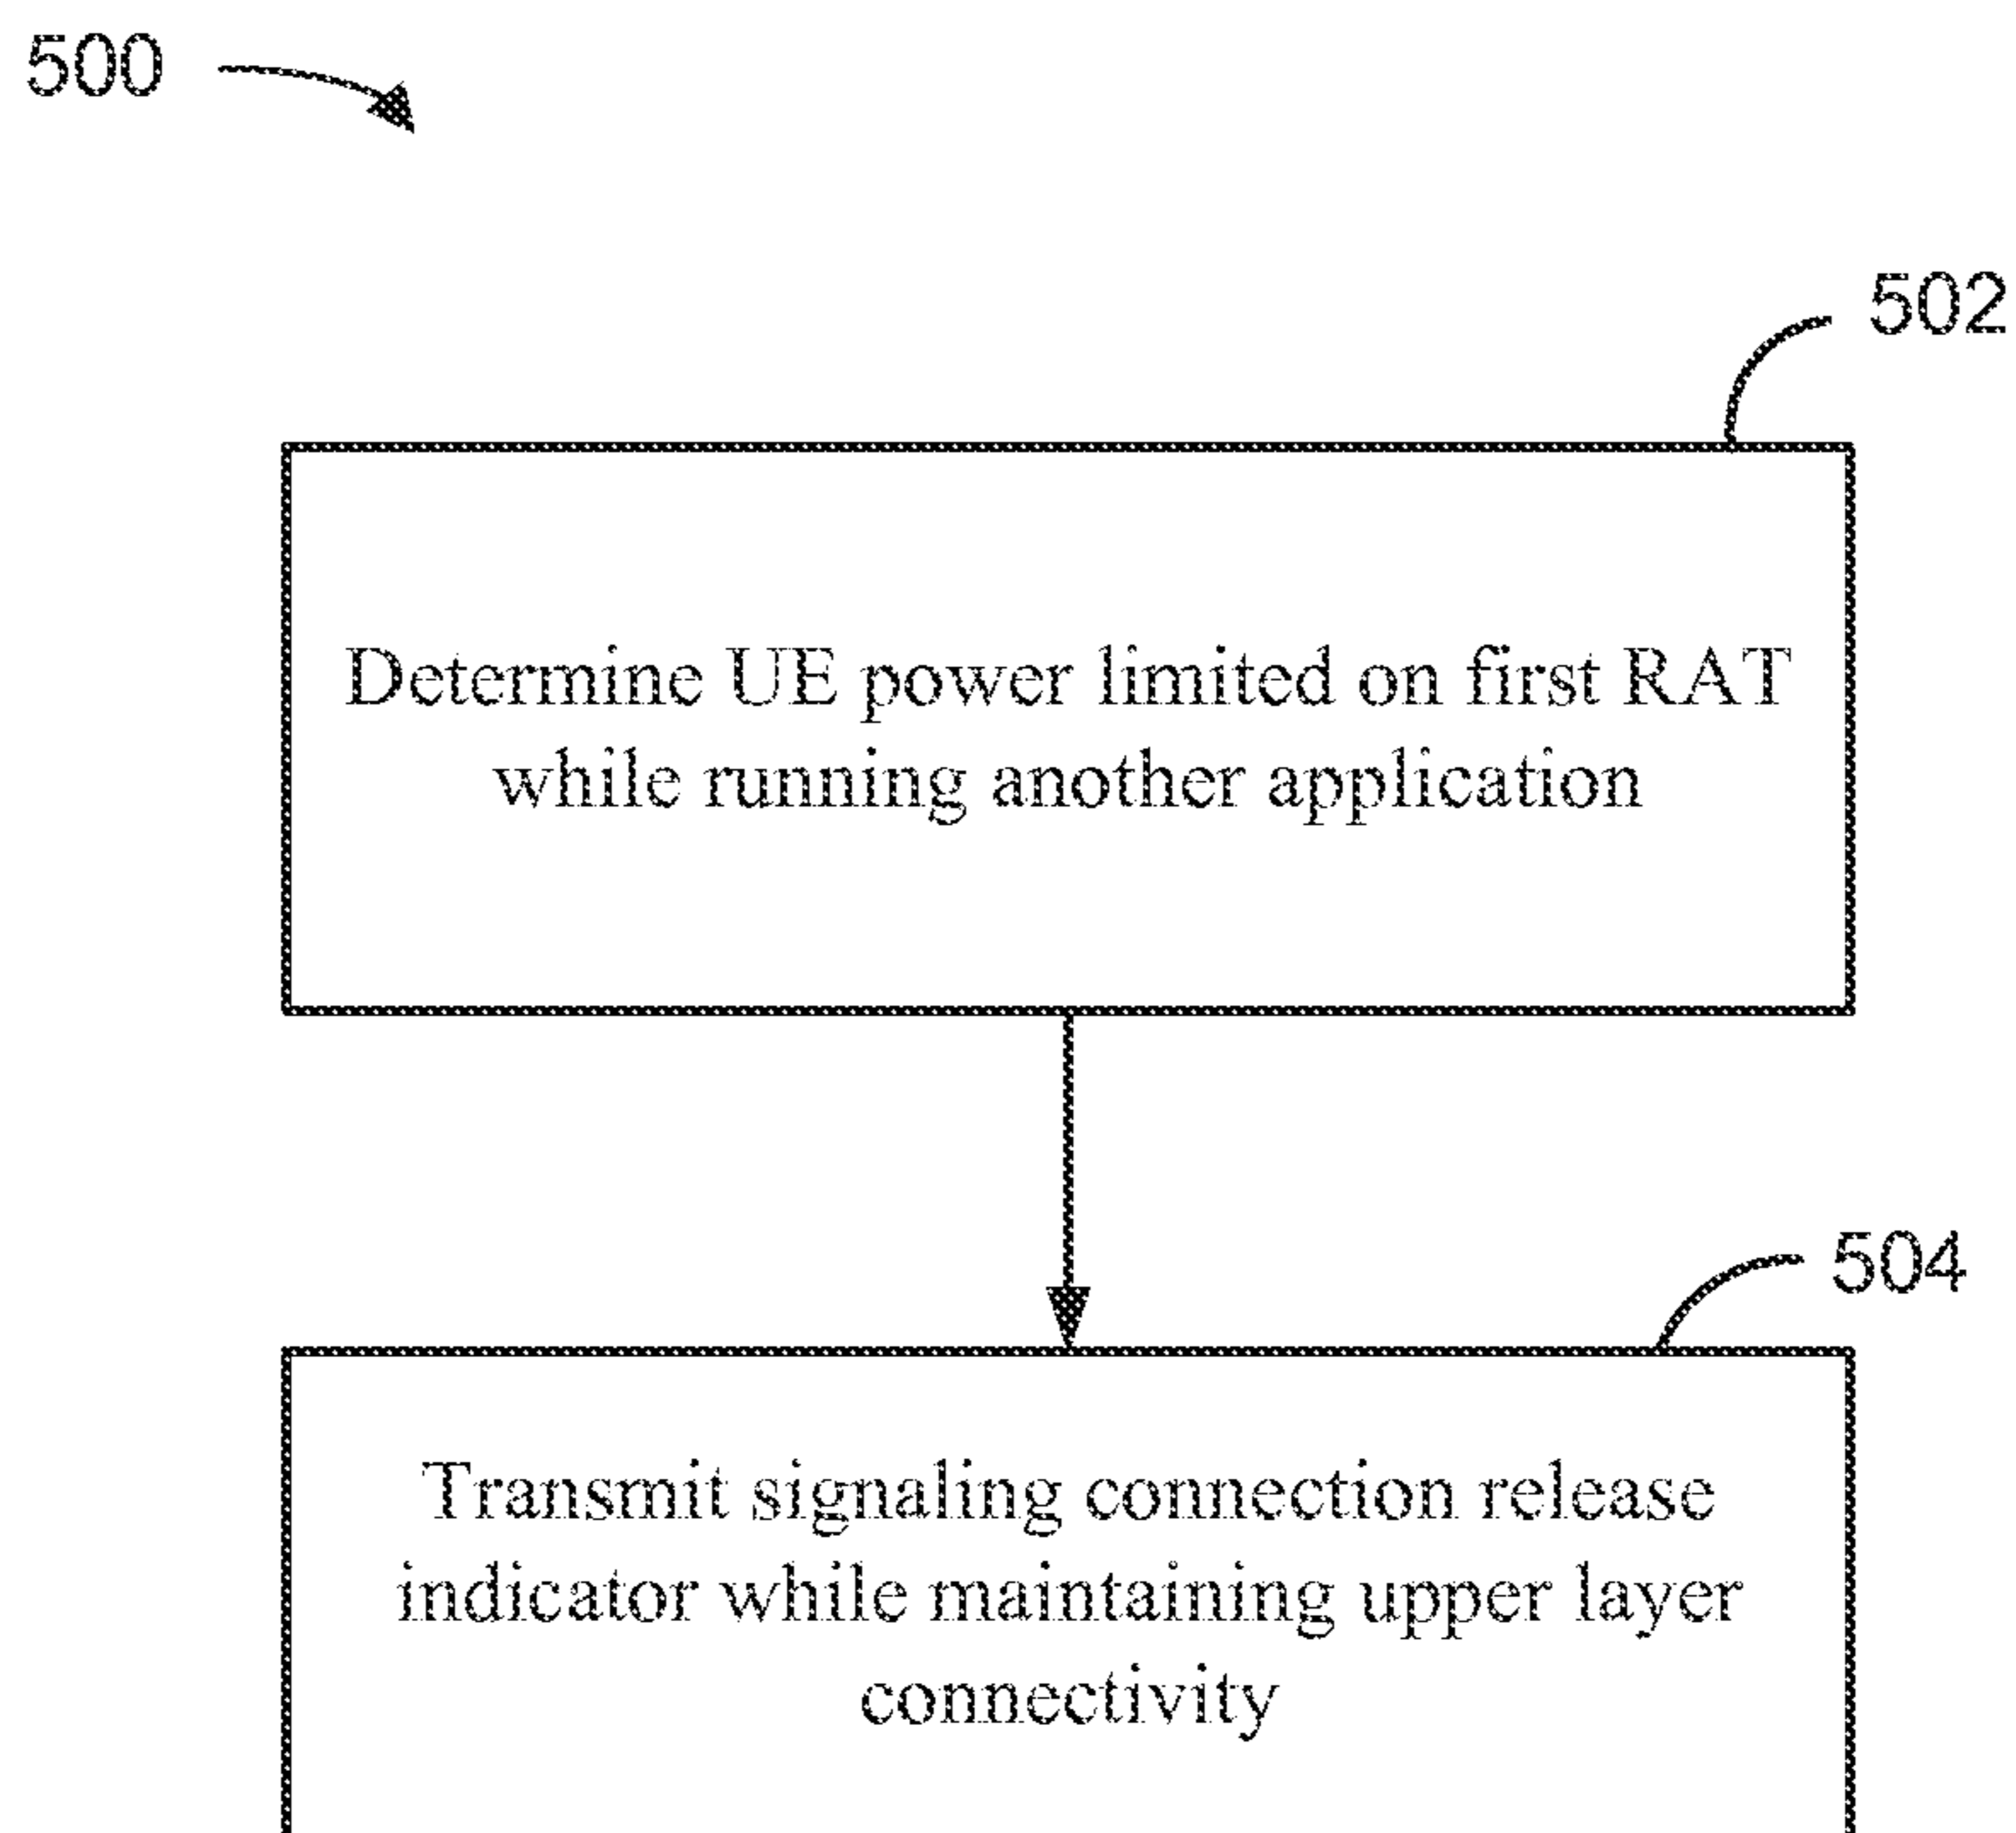 500
502
Determine UE power limited on first RAT
while running another application
504
Transmit signaling connection release
indicator while maintaining upper layer
connectivity